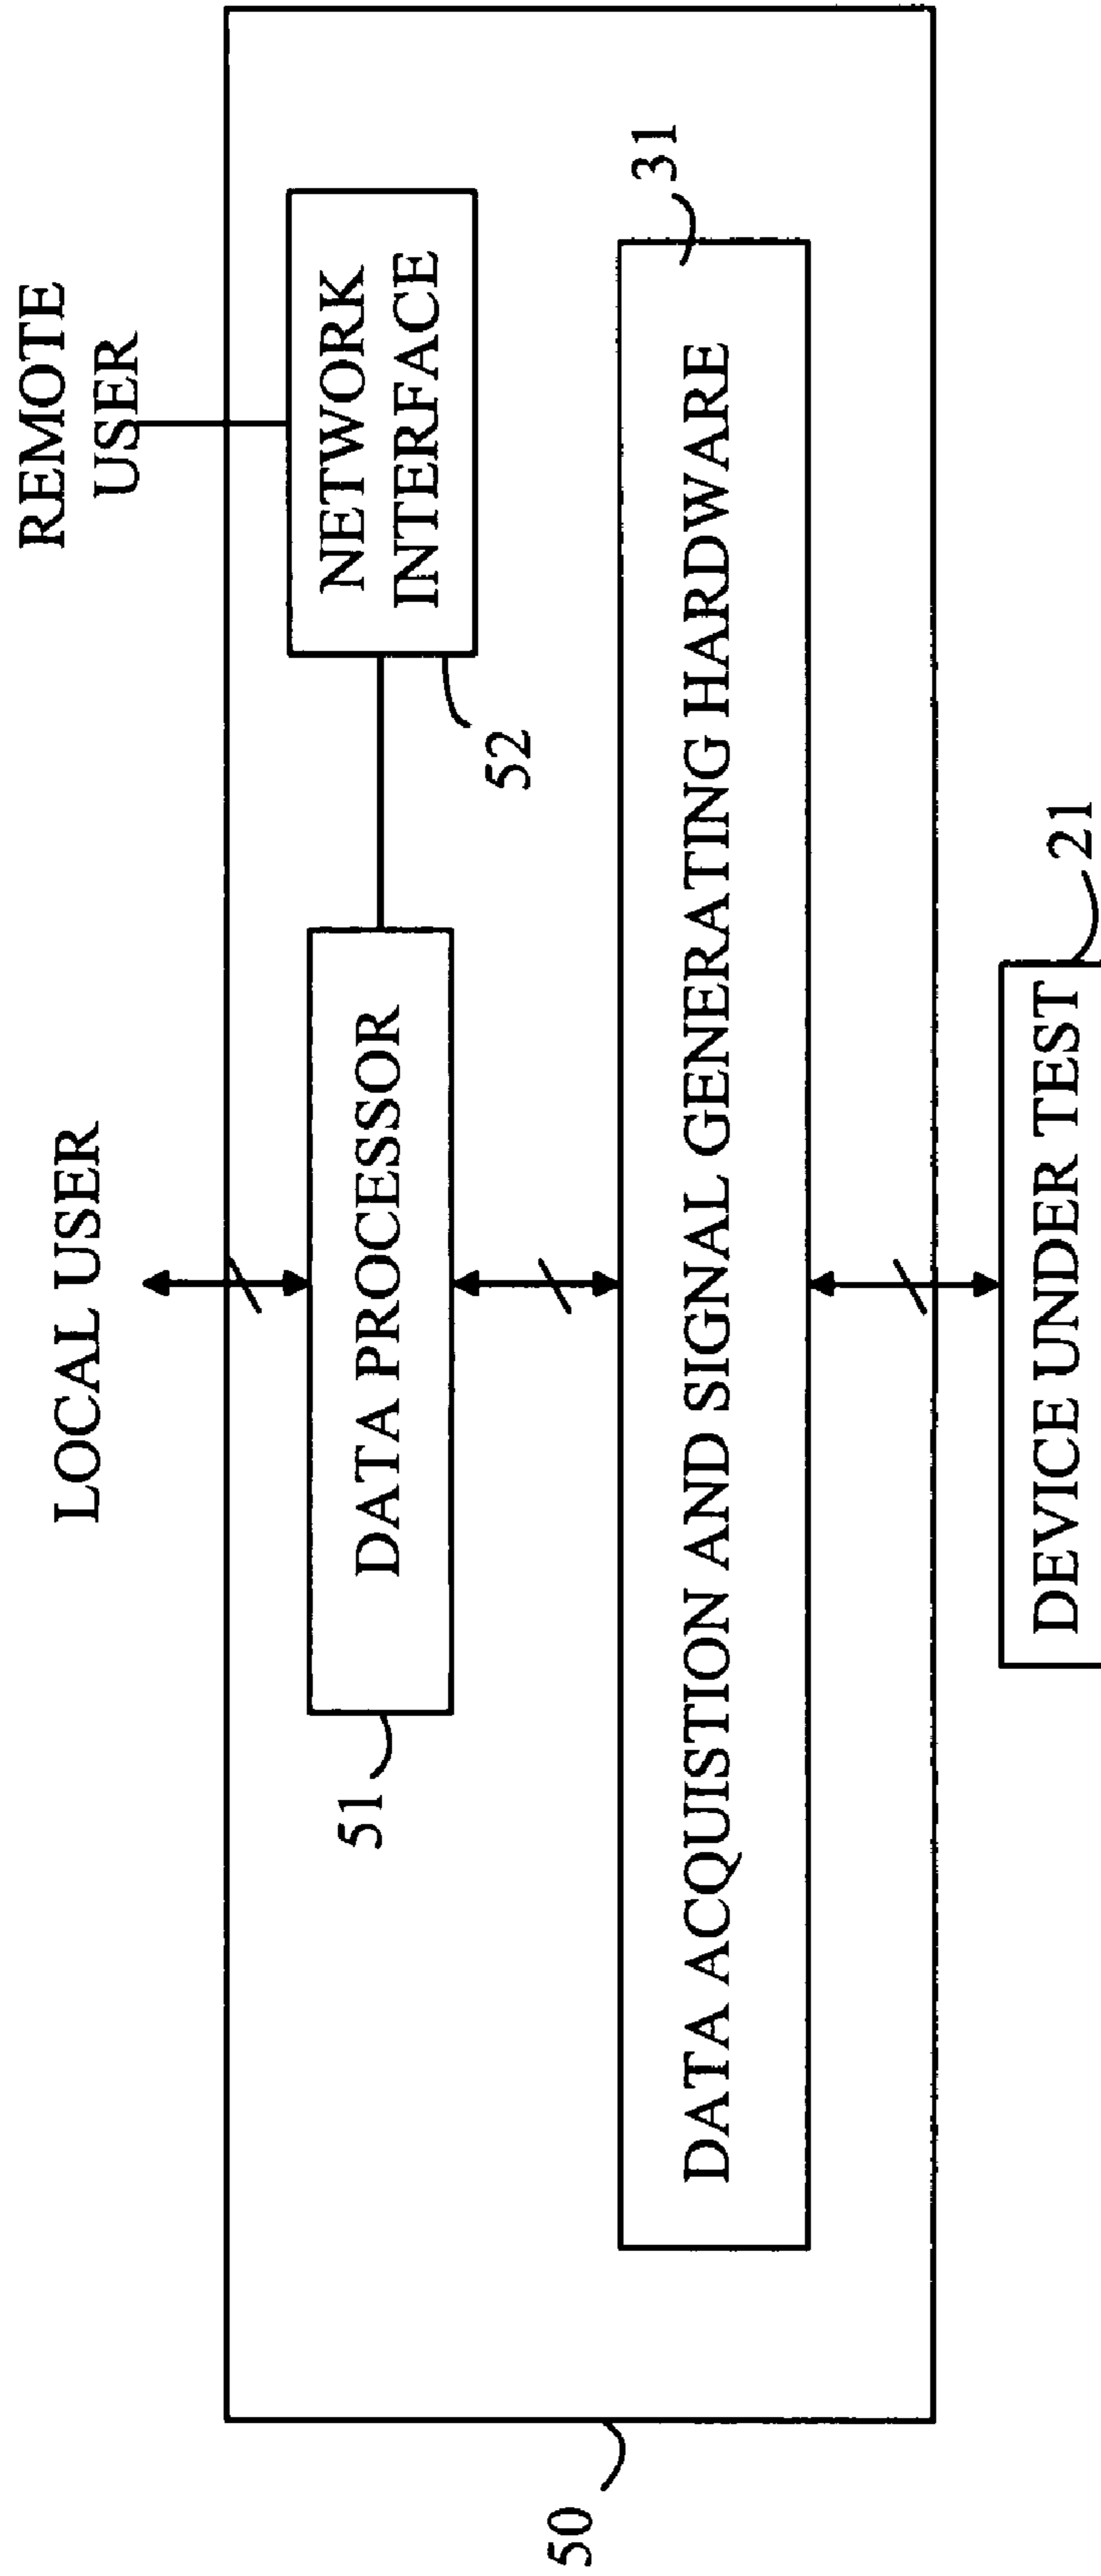 LOCAL USER
REMOTE
USER
51
DATA PROCESSOR
NETWORK
INTERFACE
52
DATA ACQUISTION AND SIGNAL GENERATING HARDWARE
31
50
DEVICE UNDER TEST
21